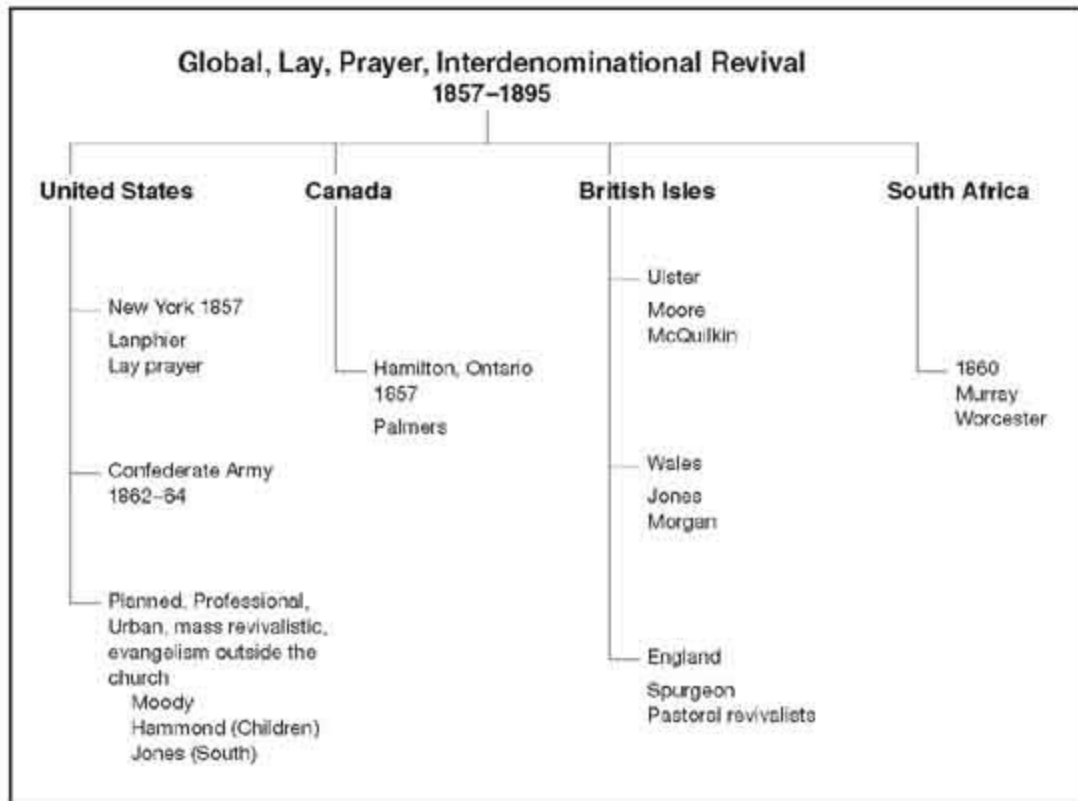 Global, Lay, Prayer, Interdenominational Revival
1857–1895
United States
Canada
British Isles
South Africa
New York 1857
Lanphier
Lay prayer
Confederate Army
1862–64
Planned, Professional,
Urban, mass revivalistic,
evangelism outside the
church
Moody
Hammond (Children)
Jones (South)
Hamilton, Ontario
1857
Palmers
Ulster
Moore
McQuilkin
Wales
Jones
Morgan
England
Spurgeon
Pastoral revivalists
1860
Murray
Worcester